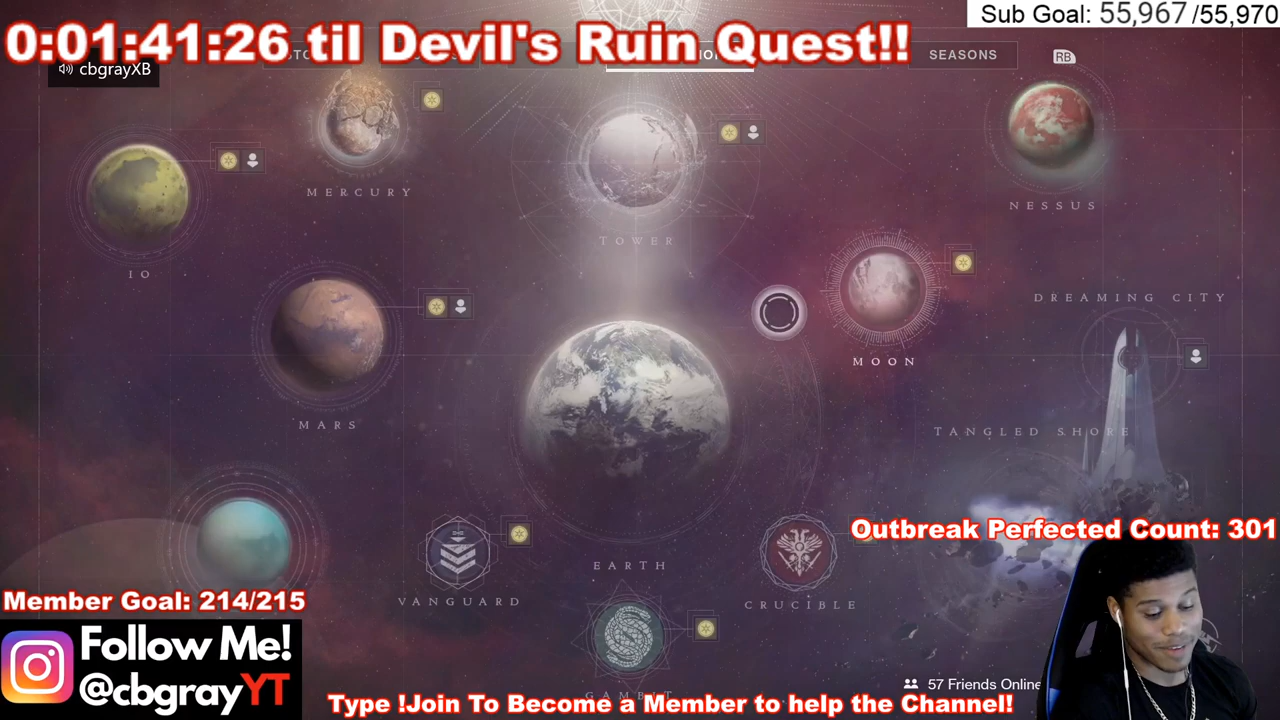 Sub Goal: 55,967 /55,970
0:01:41:26 til Devil's Ruin Quest!!
SEASONS
RB
cbgrayXB
MERCURY
TOWER
NESSUS
IO
DREAMING CITY
MOON
MARS
TANGLED SHORE
Outbreak Perfected Count: 301
EARTH
VANGUARD
CRUCIBLE
Member Goal: 214/215
Follow Me!
@cbgrayYT
GAMBIT
57 Friends Online
Type !Join To Become a Member to help the Channel!